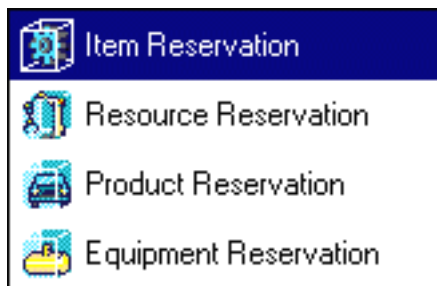 Item Reservation
Resource Reservation
Product Reservation
Equipment Reservation